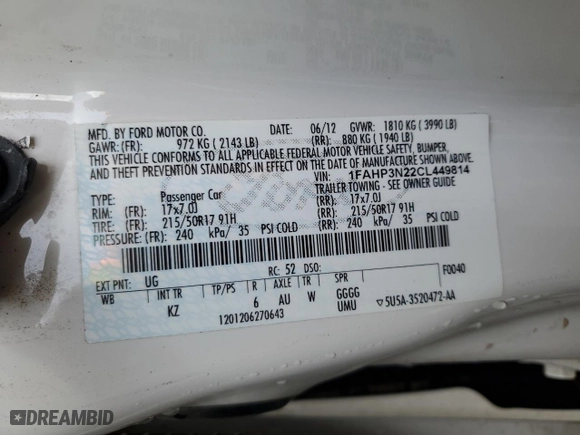 MFD. BY FORD MOTOR CO.
DATE: 06/12 GVWR: 1810 KG ( 3990 LB)
GAWR: (FR): 972 KG ( 2143 LB) (RR): 880 KG ( 1940 LB)
THIS VEHICLE CONFORMS TO ALL APPLICABLE FEDERAL MOTOR VEHICLE SAFETY, BUMPER,
AND THEFT PREVENTION STANDARDS IN EFFECT ON THE DATE OF MANUFACTURE SHOWN ABOVE.
VIN: 1FAHP3N22CL449814
TYPE: Passenger Car TRAILER TOWING - SEE OWNER GUIDE
RIM: (FR): 17x7.0J (RR): 17x7.0J
TIRE: (FR): 215/50R17 91H (RR): 215/50R17 91H
PRESSURE: (FR): 240 kPa/ 35 PSI COLD (RR): 240 kPa/ 35 PSI COLD
EXT PNT: UG RC: 52 DSO: F0040
WB INT TR TP/PS R AXLE TR SPR
KZ 6 AU W GGGG
UMU
1201206270643
5U5A-3520472-AA
DREAMBID